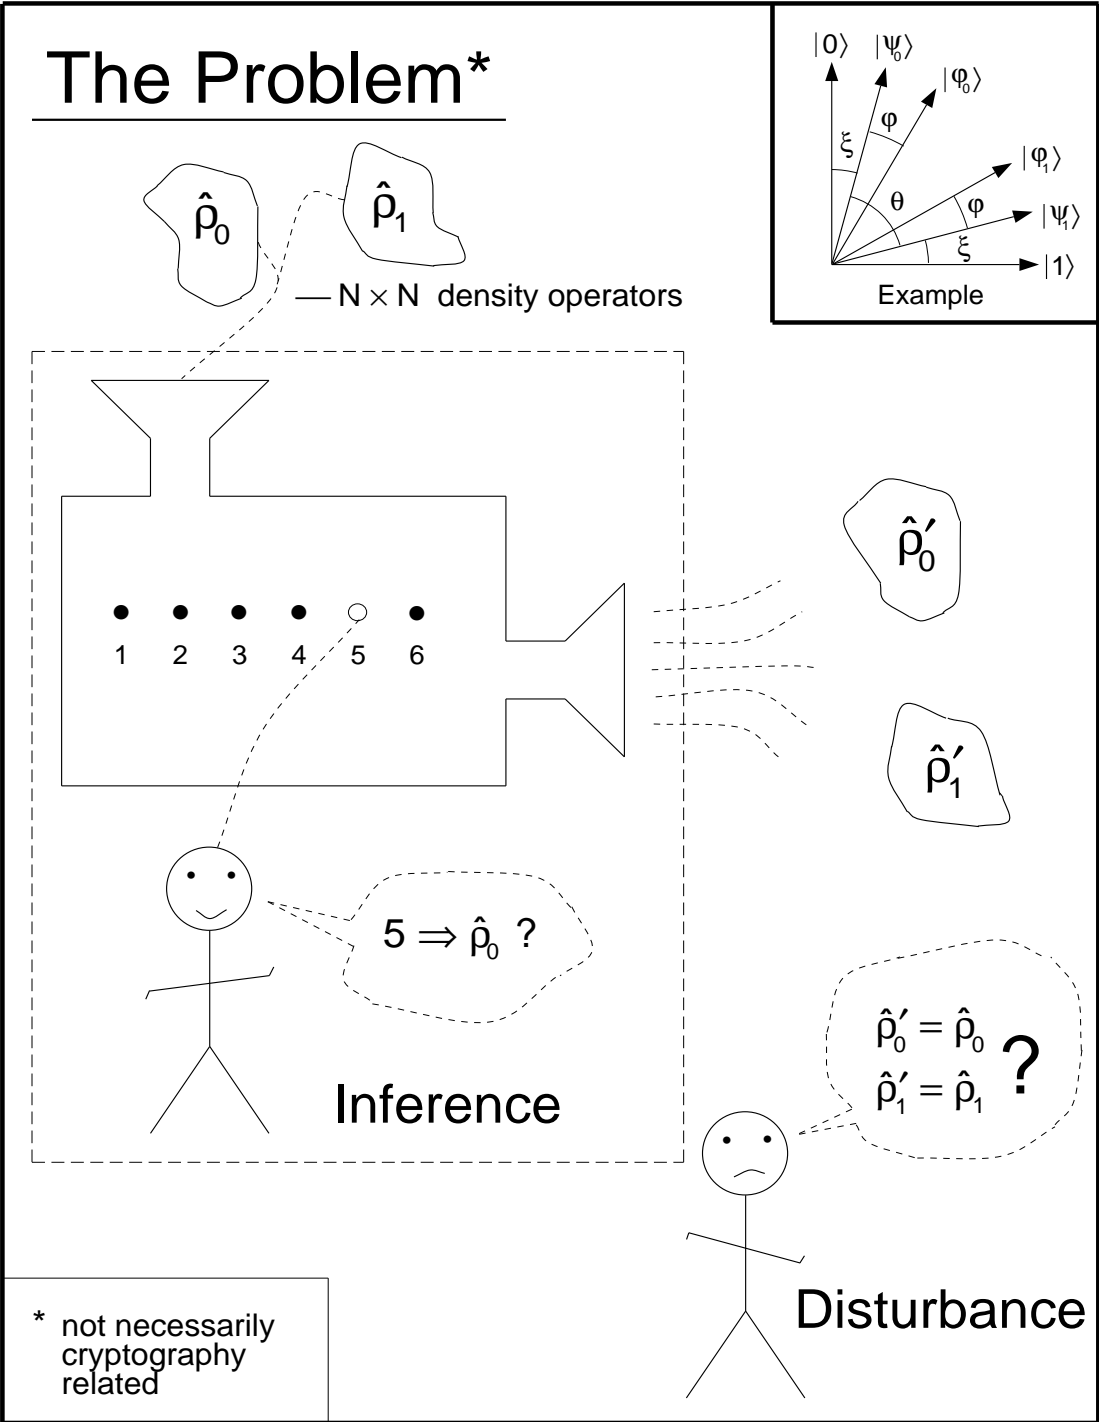 The Problem*
|0⟩ |ψ₀⟩
|φ₀⟩
φ
ξ
|φ₁⟩
θ
φ
|ψ₁⟩
ξ
|1⟩
Example
ρ̂₀
ρ̂₁
— N × N density operators
ρ̂₀′
1 2 3 4 5 6
ρ̂₁′
5 ⇒ ρ̂₀ ?
ρ̂₀′ = ρ̂₀
ρ̂₁′ = ρ̂₁ ?
Inference
Disturbance
* not necessarily
cryptography
related